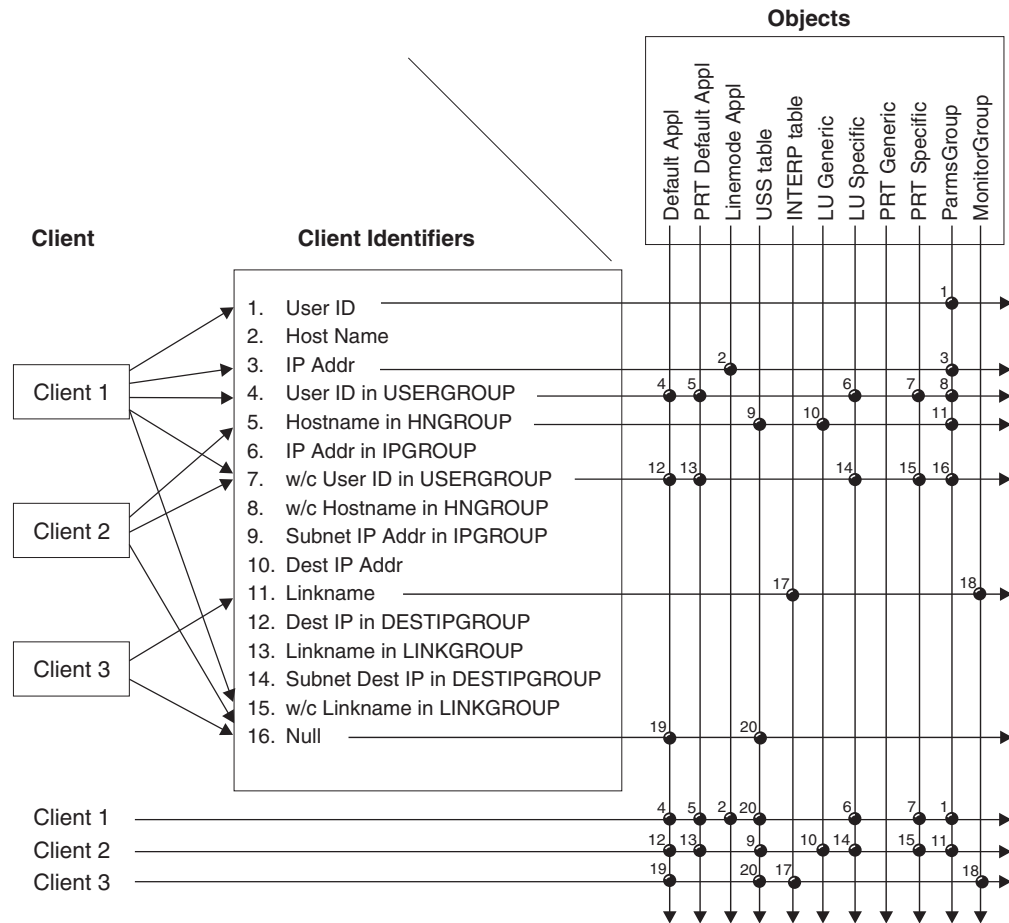 Objects
Default Appl
PRT Default Appl
Linemode Appl
USS table
INTERP table
LU Generic
LU Specific
PRT Generic
PRT Specific
ParmsGroup
MonitorGroup
Client
Client Identifiers
Client 1
Client 2
Client 3
1. User ID
2. Host Name
3. IP Addr
4. User ID in USERGROUP
5. Hostname in HNGROUP
6. IP Addr in IPGROUP
7. w/c User ID in USERGROUP
8. w/c Hostname in HNGROUP
9. Subnet IP Addr in IPGROUP
10. Dest IP Addr
11. Linkname
12. Dest IP in DESTIPGROUP
13. Linkname in LINKGROUP
14. Subnet Dest IP in DESTIPGROUP
15. w/c Linkname in LINKGROUP
16. Null
1
2 3
4 5 6 7 8
9 10 11
12 13 14 15 16
17 18
19 20
Client 1 4 5 2 20 6 7 1
Client 2 12 13 9 10 14 15 11
Client 3 19 20 17 18